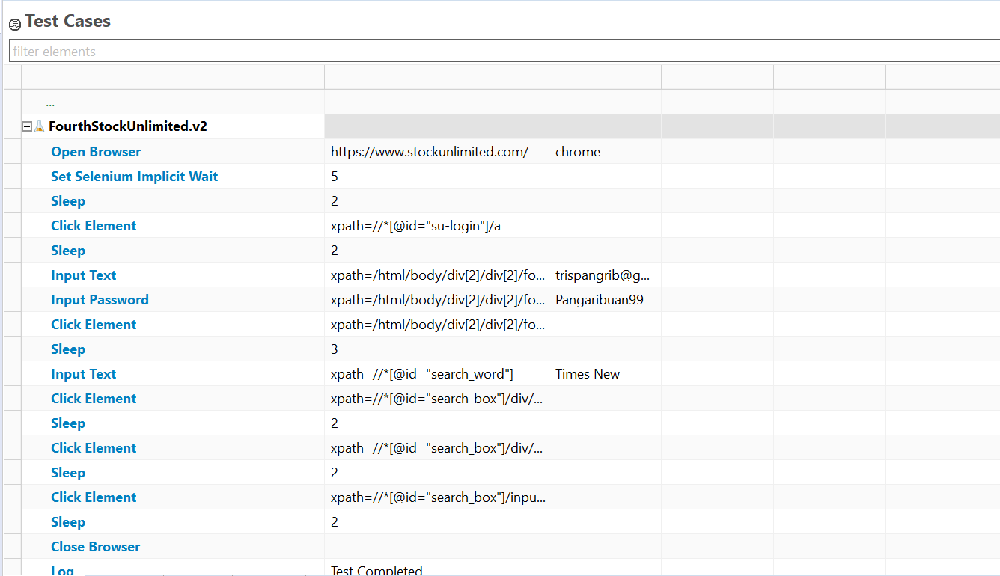 Test Cases
filter elements
...
FourthStockUnlimited.v2
Open Browser https://www.stockunlimited.com/ chrome
Set Selenium Implicit Wait 5
Sleep 2
Click Element xpath=//*[@id="su-login"]/a
Sleep 2
Input Text xpath=/html/body/div[2]/div[2]/fo... trispangrib@g...
Input Password xpath=/html/body/div[2]/div[2]/fo... Pangaribuan99
Click Element xpath=/html/body/div[2]/div[2]/fo...
Sleep 3
Input Text xpath=//*[@id="search_word"] Times New
Click Element xpath=//*[@id="search_box"]/div/...
Sleep 2
Click Element xpath=//*[@id="search_box"]/div/...
Sleep 2
Click Element xpath=//*[@id="search_box"]/inpu...
Sleep 2
Close Browser
Log Test Completed